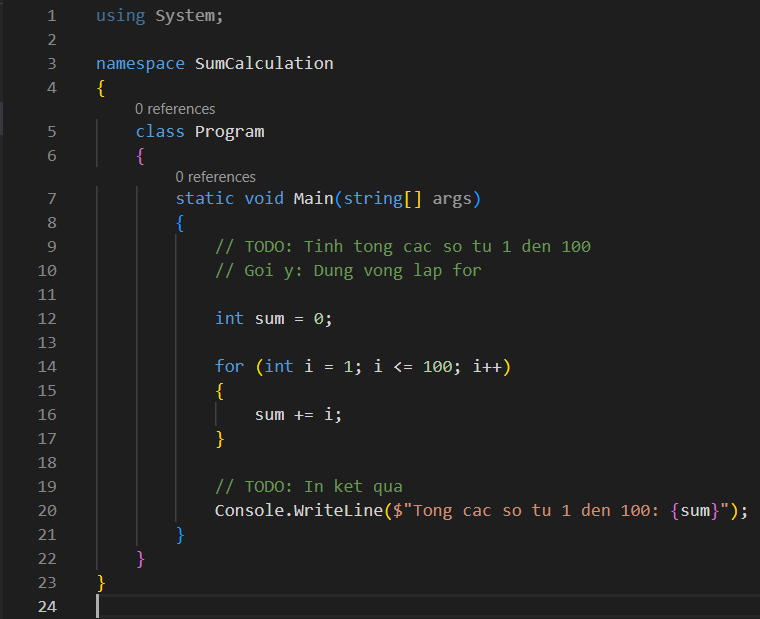 1 using System;
2
3 namespace SumCalculation
4 {
0 references
5 class Program
6 {
0 references
7 static void Main(string[] args)
8 {
9 // TODO: Tinh tong cac so tu 1 den 100
10 // Goi y: Dung vong lap for
11
12 int sum = 0;
13
14 for (int i = 1; i <= 100; i++)
15 {
16 sum += i;
17 }
18
19 // TODO: In ket qua
20 Console.WriteLine($"Tong cac so tu 1 den 100: {sum}");
21 }
22 }
23 }
24